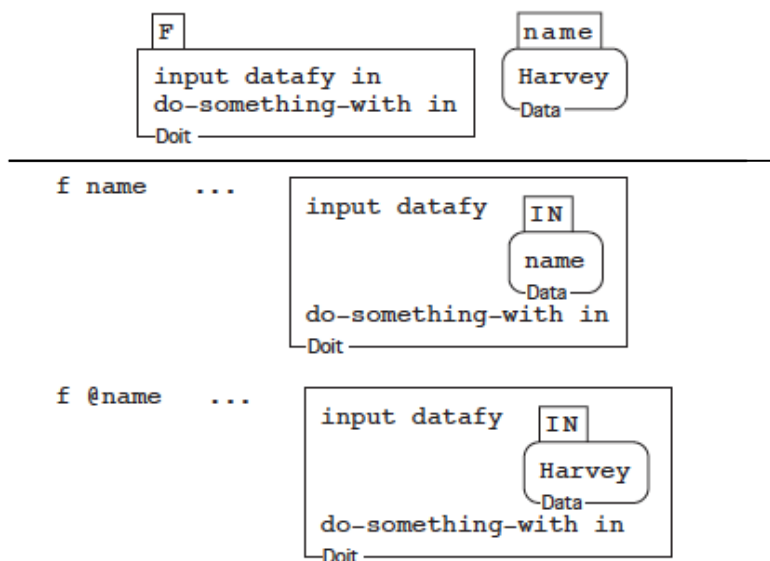 F
name
input datafy in
do-something-with in
Doit
Harvey
Data
f name ...
input datafy
IN
name
Data
do-something-with in
Doit
f @name ...
input datafy
IN
Harvey
Data
do-something-with in
Doit